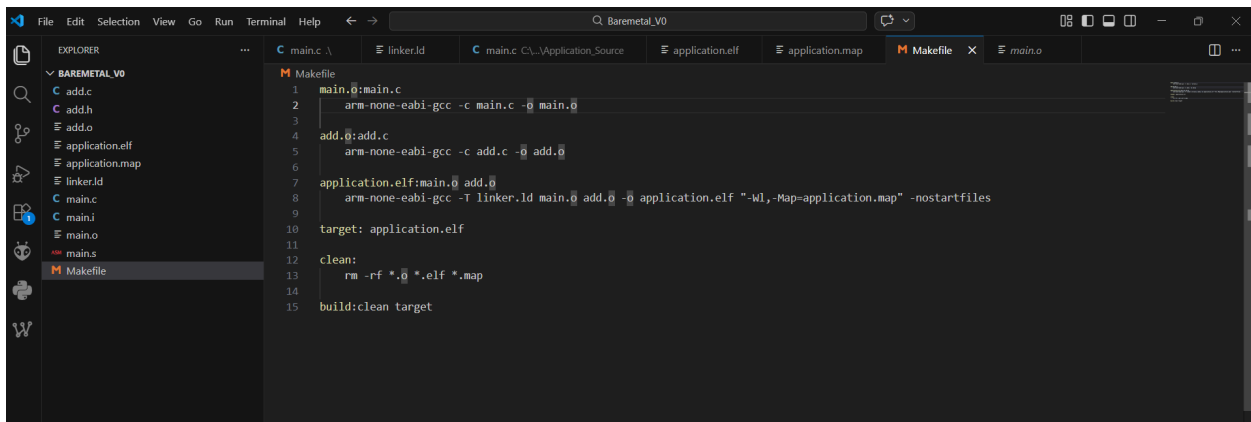 File Edit Selection View Go Run Terminal Help Baremetal_V0
EXPLORER
BAREMETAL_V0
add.c
add.h
add.o
application.elf
application.map
linker.ld
main.c
main.i
main.o
main.s
Makefile
main.c .\ linker.ld main.c C:\...\Application_Source application.elf application.map Makefile main.o
Makefile
1 main.o:main.c
2 arm-none-eabi-gcc -c main.c -o main.o
3
4 add.o:add.c
5 arm-none-eabi-gcc -c add.c -o add.o
6
7 application.elf:main.o add.o
8 arm-none-eabi-gcc -T linker.ld main.o add.o -o application.elf "-Wl,-Map=application.map" -nostartfiles
9
10 target: application.elf
11
12 clean:
13 rm -rf *.o *.elf *.map
14
15 build:clean target
1